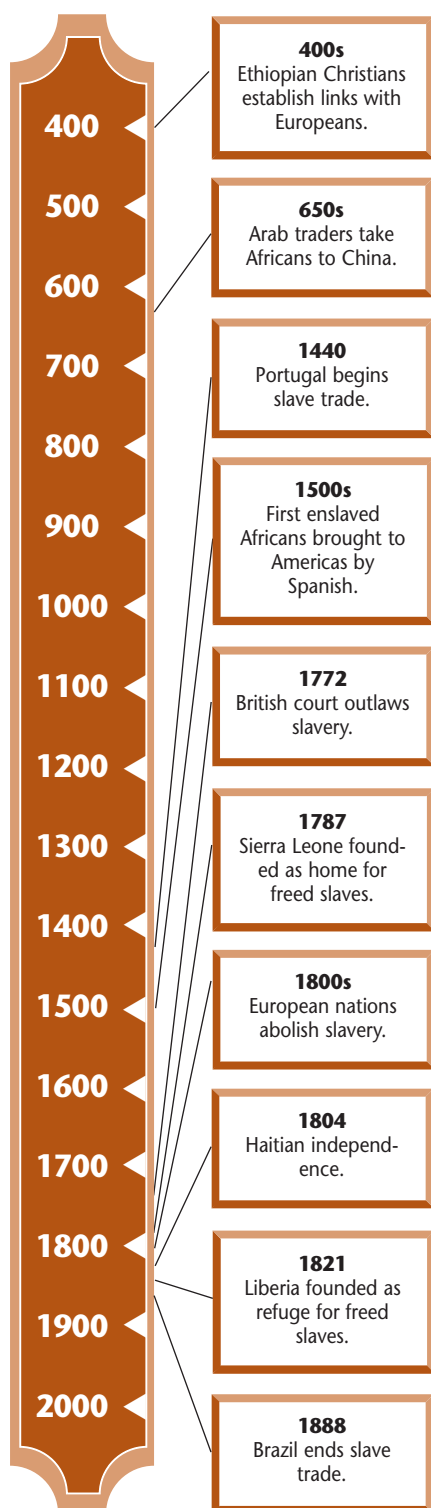 400
500
600
700
800
900
1000
1100
1200
1300
1400
1500
1600
1700
1800
1900
2000
400s
Ethiopian Christians
establish links with
Europeans.
650s
Arab traders take
Africans to China.
1440
Portugal begins
slave trade.
1500s
First enslaved
Africans brought to
Americas by
Spanish.
1772
British court outlaws
slavery.
1787
Sierra Leone found-
ed as home for
freed slaves.
1800s
European nations
abolish slavery.
1804
Haitian independ-
ence.
1821
Liberia founded as
refuge for freed
slaves.
1888
Brazil ends slave
trade.